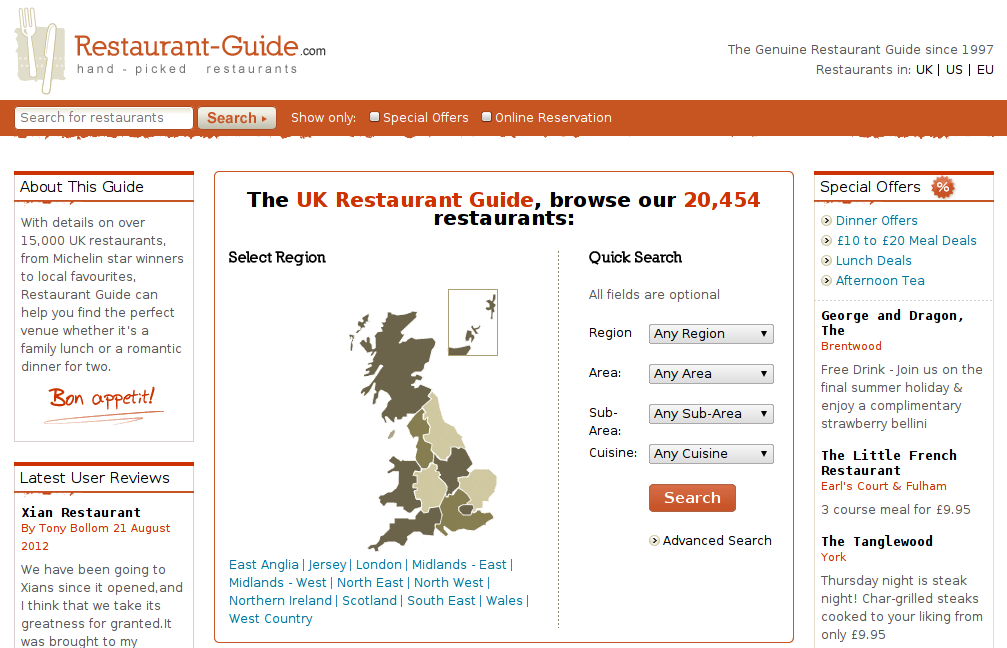 Restaurant-Guide.com
hand - picked restaurants
The Genuine Restaurant Guide since 1997
Restaurants in: UK | US | EU
Search for restaurants
Search
Show only:
Special Offers
Online Reservation
About This Guide
With details on over
15,000 UK restaurants,
from Michelin star winners
to local favourites,
Restaurant Guide can
help you find the perfect
venue whether it's a
family lunch or a romantic
dinner for two.
Bon appetit!
Latest User Reviews
Xian Restaurant
By Tony Bollom 21 August
2012
We have been going to
Xians since it opened,and
I think that we take its
greatness for granted.It
was brought to my
The UK Restaurant Guide, browse our 20,454
restaurants:
Select Region
East Anglia | Jersey | London | Midlands - East |
Midlands - West | North East | North West |
Northern Ireland | Scotland | South East | Wales |
West Country
Quick Search
All fields are optional
Region
Any Region
Area:
Any Area
Sub-
Area:
Any Sub-Area
Cuisine:
Any Cuisine
Search
Advanced Search
Special Offers %
Dinner Offers
£10 to £20 Meal Deals
Lunch Deals
Afternoon Tea
George and Dragon,
The
Brentwood
Free Drink - Join us on the
final summer holiday &
enjoy a complimentary
strawberry bellini
The Little French
Restaurant
Earl's Court & Fulham
3 course meal for £9.95
The Tanglewood
York
Thursday night is steak
night! Char-grilled steaks
cooked to your liking from
only £9.95